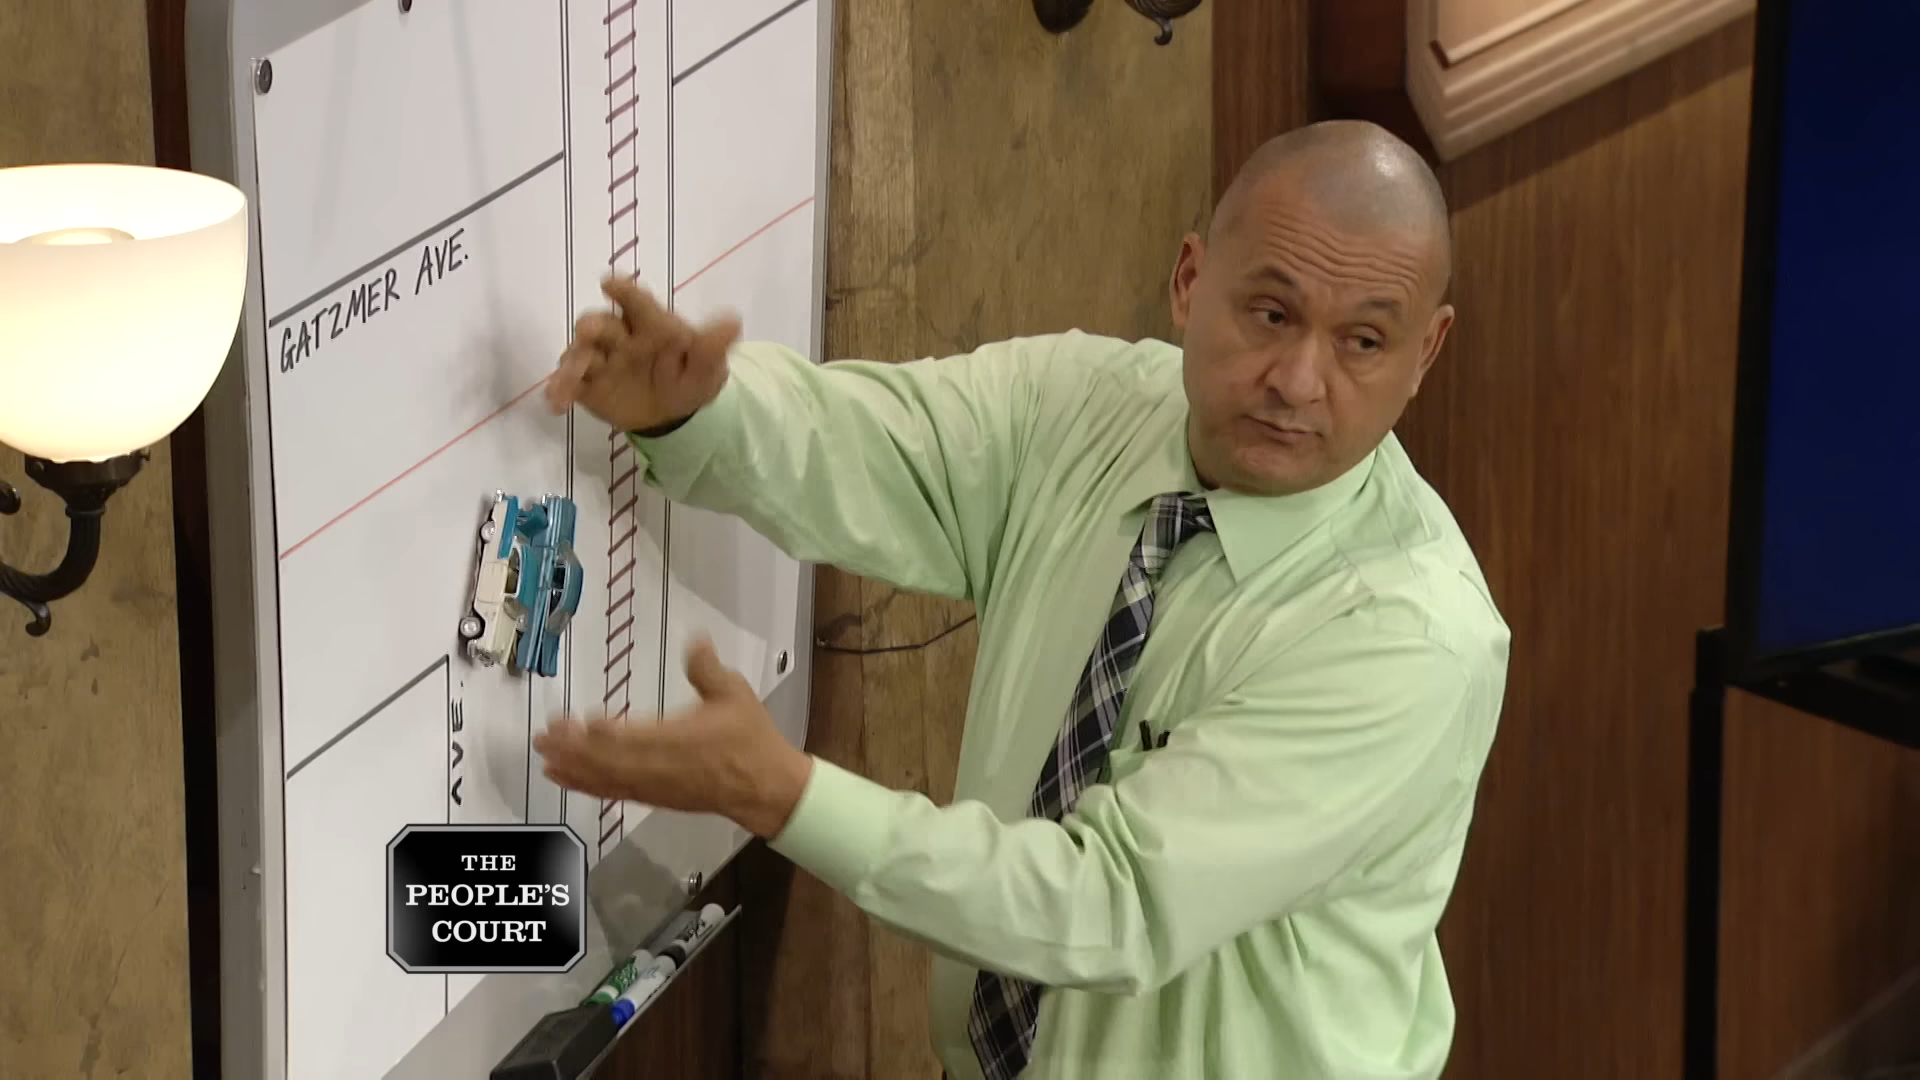 GATZMER AVE.
AVE.
THE
PEOPLE'S
COURT